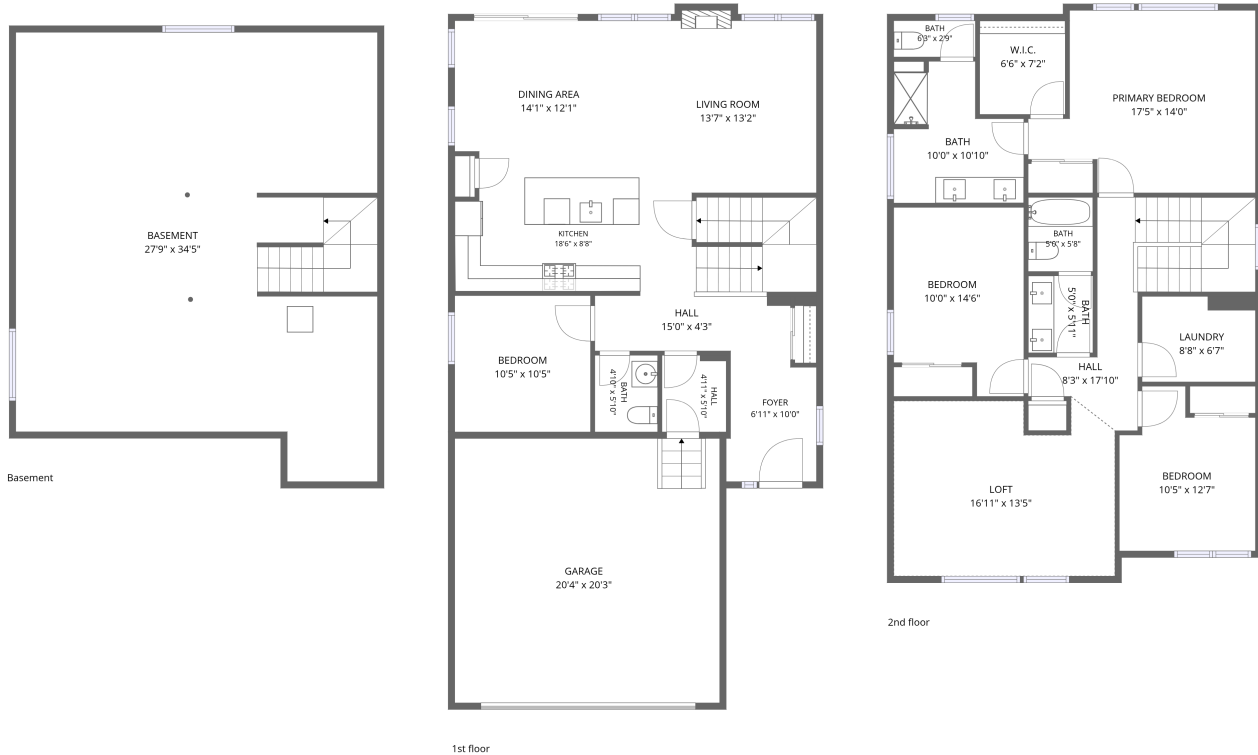 BASEMENT
27'9" x 34'5"
Basement
DINING AREA
14'1" x 12'1"
LIVING ROOM
13'7" x 13'2"
KITCHEN
18'6" x 8'8"
HALL
15'0" x 4'3"
BEDROOM
10'5" x 10'5"
BATH
4'10" x 5'10"
HALL
4'11" x 5'10"
FOYER
6'11" x 10'0"
GARAGE
20'4" x 20'3"
1st floor
BATH
6'3" x 2'9"
W.I.C.
6'6" x 7'2"
PRIMARY BEDROOM
17'5" x 14'0"
BATH
10'0" x 10'10"
BATH
5'0" x 5'8"
BEDROOM
10'0" x 14'6"
BATH
5'0" x 5'11"
LAUNDRY
8'8" x 6'7"
HALL
8'3" x 17'10"
BEDROOM
10'5" x 12'7"
LOFT
16'11" x 13'5"
2nd floor